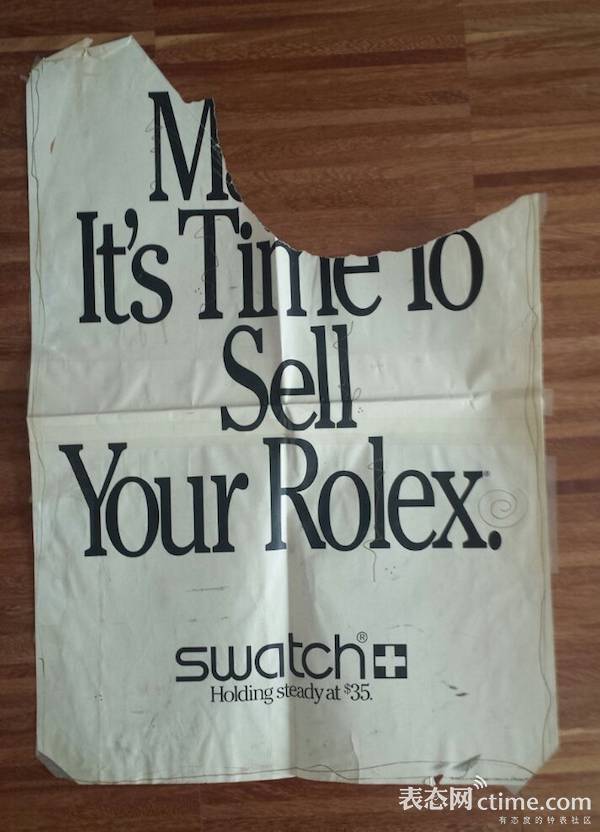 It's Time To
Sell
Your Rolex.
swatch®
Holding steady at $35.
表态网 ctime.com
有态度的钟表社区